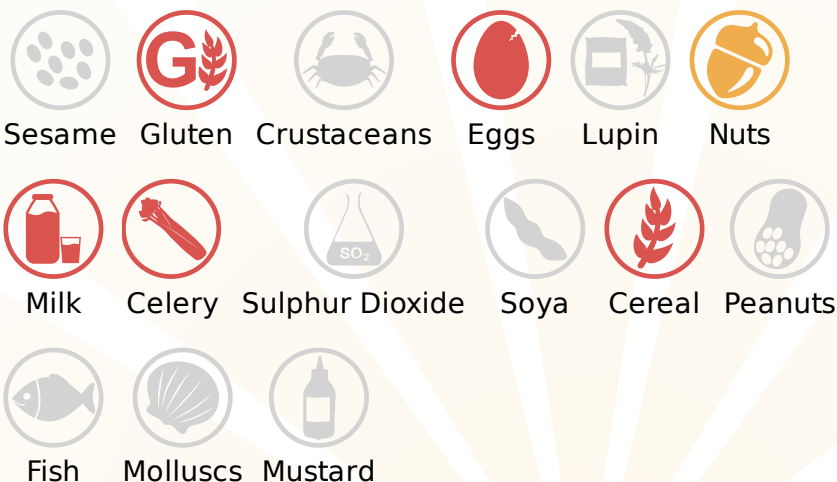 G
Sesame Gluten Crustaceans Eggs Lupin Nuts
SO₂
Milk Celery Sulphur Dioxide Soya Cereal Peanuts
Fish Molluscs Mustard